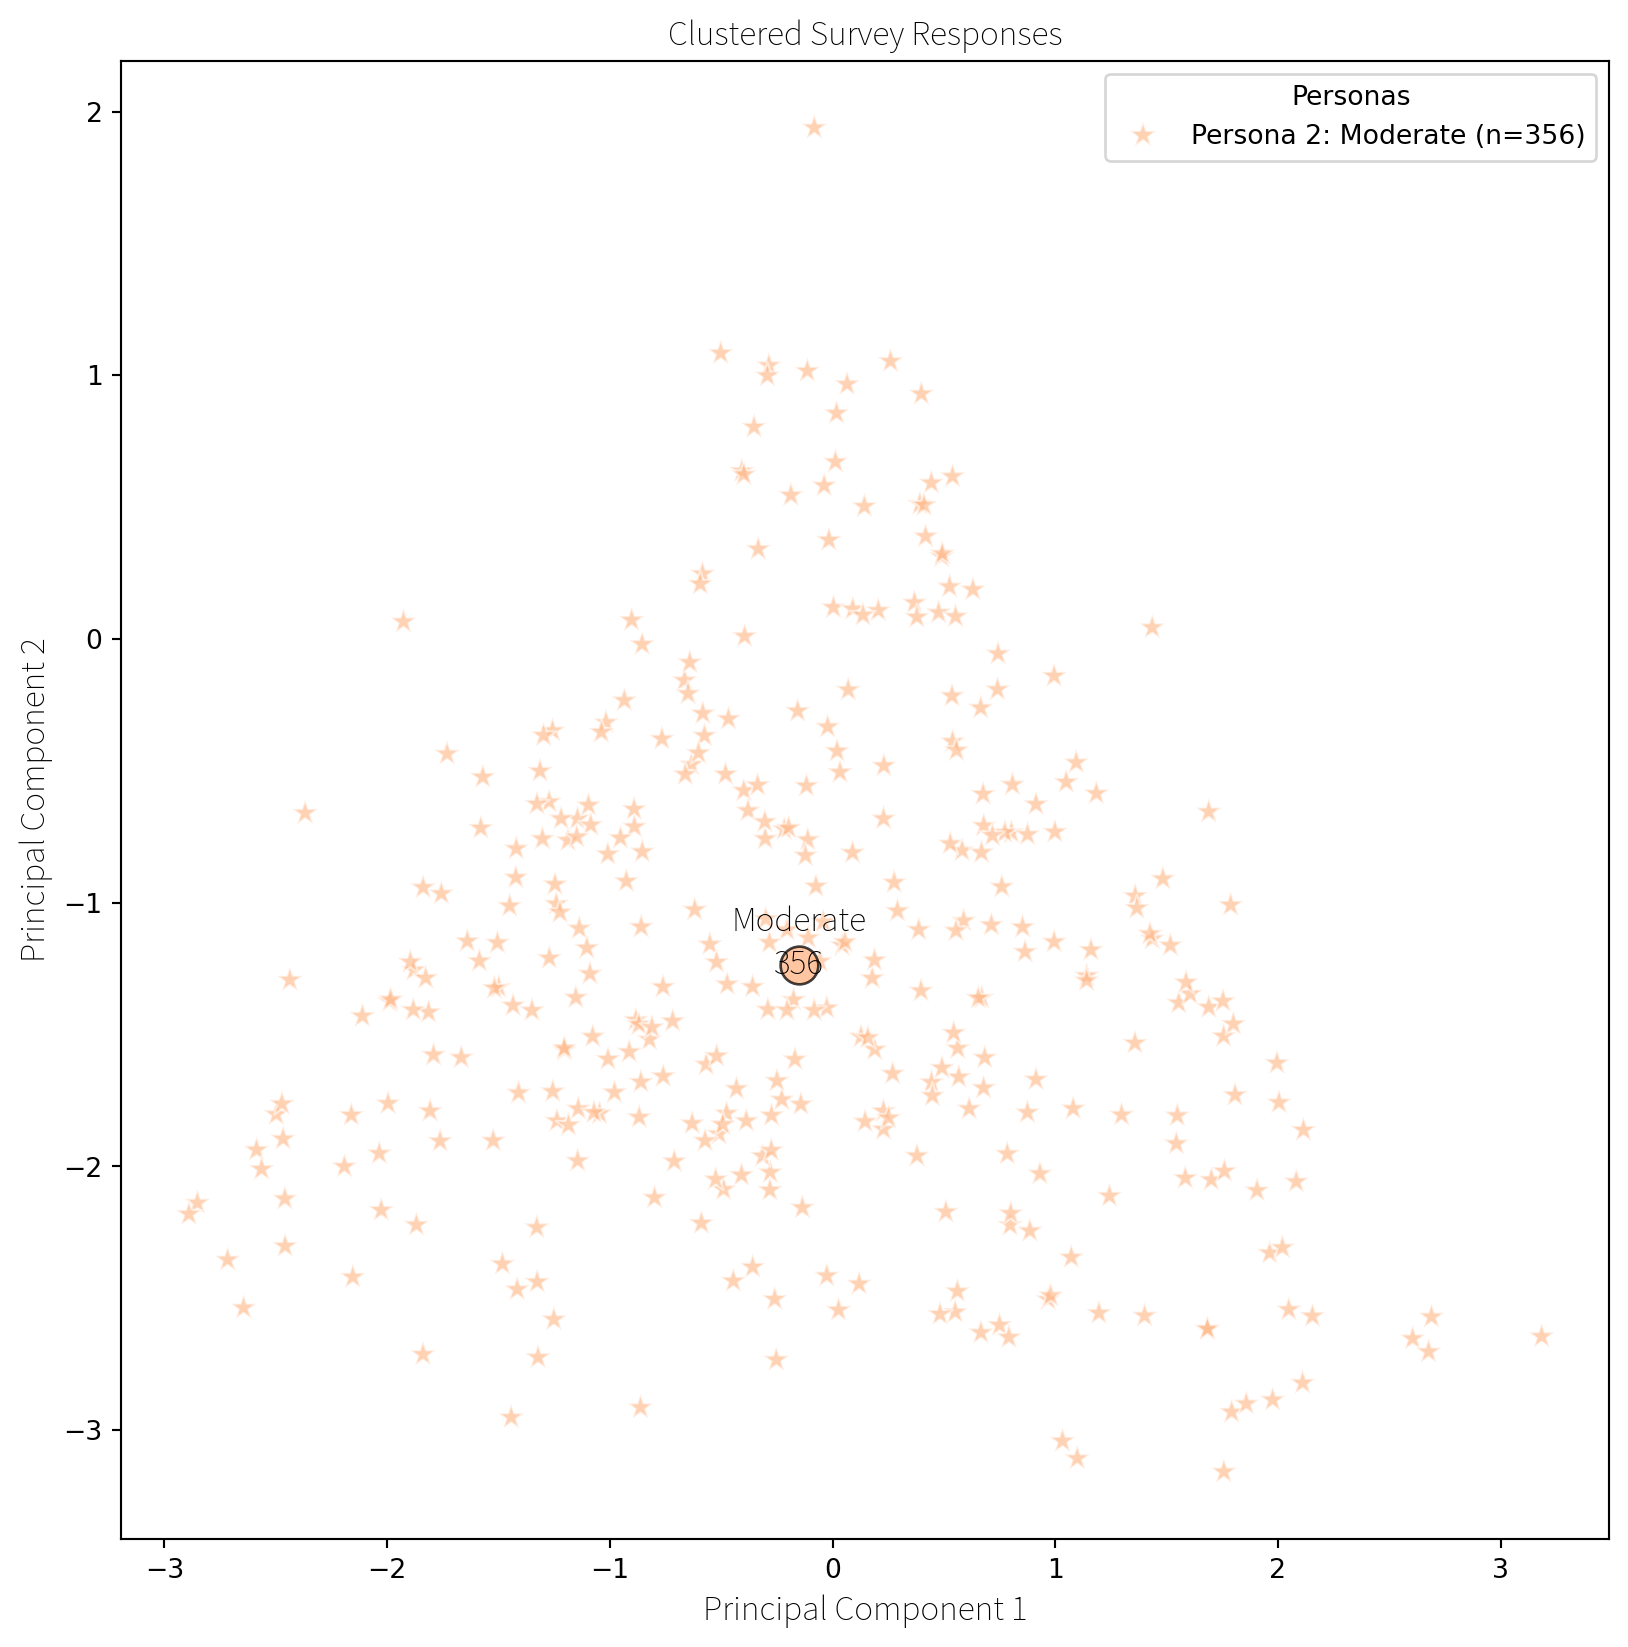 Clustered Survey Responses
Personas
Persona 2: Moderate (n=356)
2
1
0
−1
−2
−3
Principal Component 2
Moderate
356
−3
−2
−1
0
1
2
3
Principal Component 1